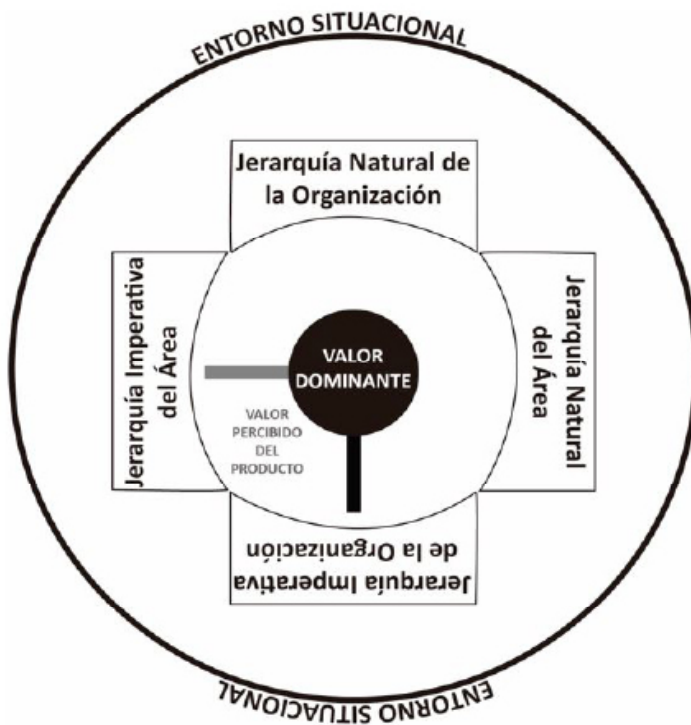 ENTORNO SITUACIONAL
Jerarquía Natural de
la Organización
Jerarquía Imperativa
del Área
VALOR
DOMINANTE
VALOR
PERCIBIDO
DEL
PRODUCTO
Jerarquía Natural
del Área
Jerarquía Imperativa
de la Organización
ENTORNO SITUACIONAL